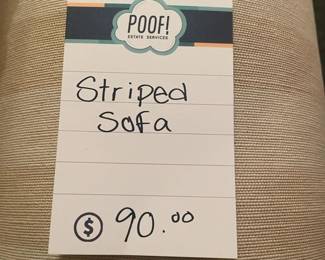 POOF!
ESTATE SERVICES
Striped
Sofa
$ 90.00